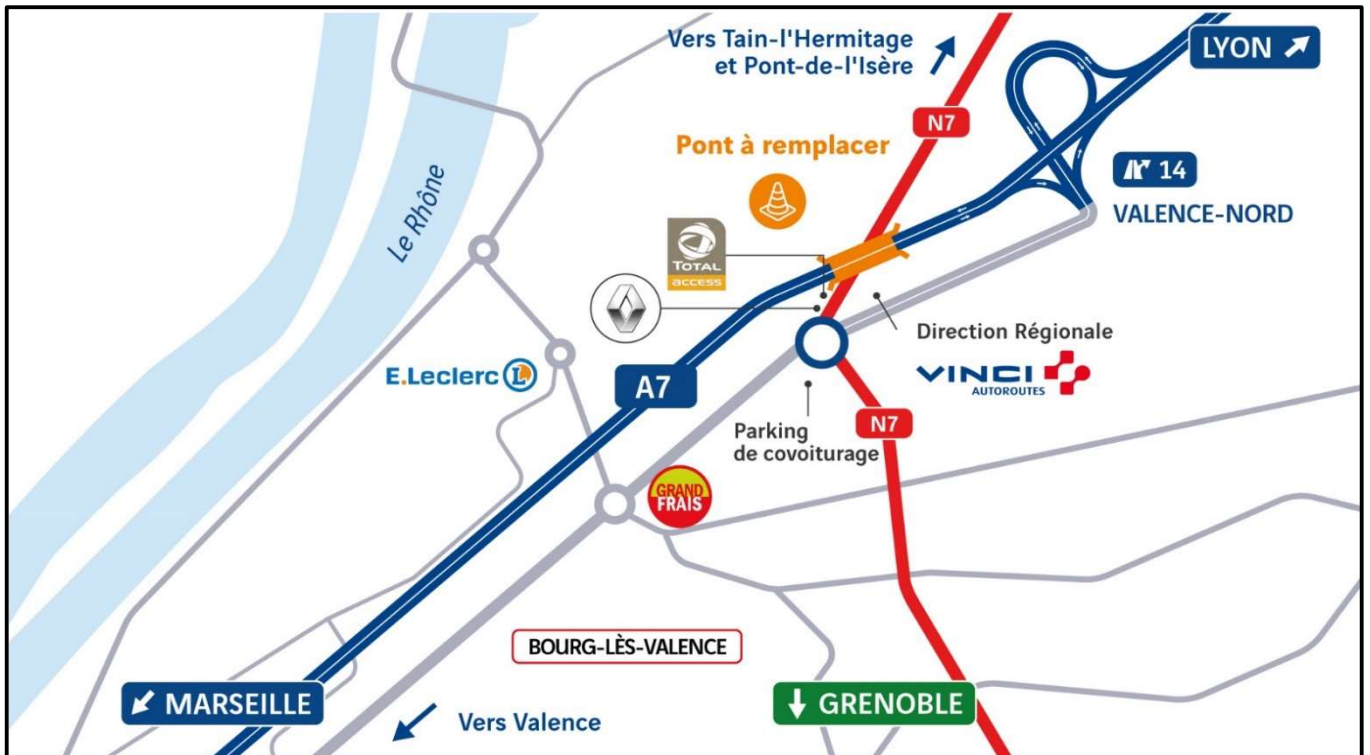 Vers Tain-l'Hermitage
et Pont-de-l'Isère
LYON
N7
Pont à remplacer
14
VALENCE-NORD
Le Rhône
TOTAL
access
Direction Régionale
VINCI
AUTOROUTES
E.Leclerc L
A7
N7
Parking
de covoiturage
GRAND
FRAIS
BOURG-LÈS-VALENCE
MARSEILLE
GRENOBLE
Vers Valence